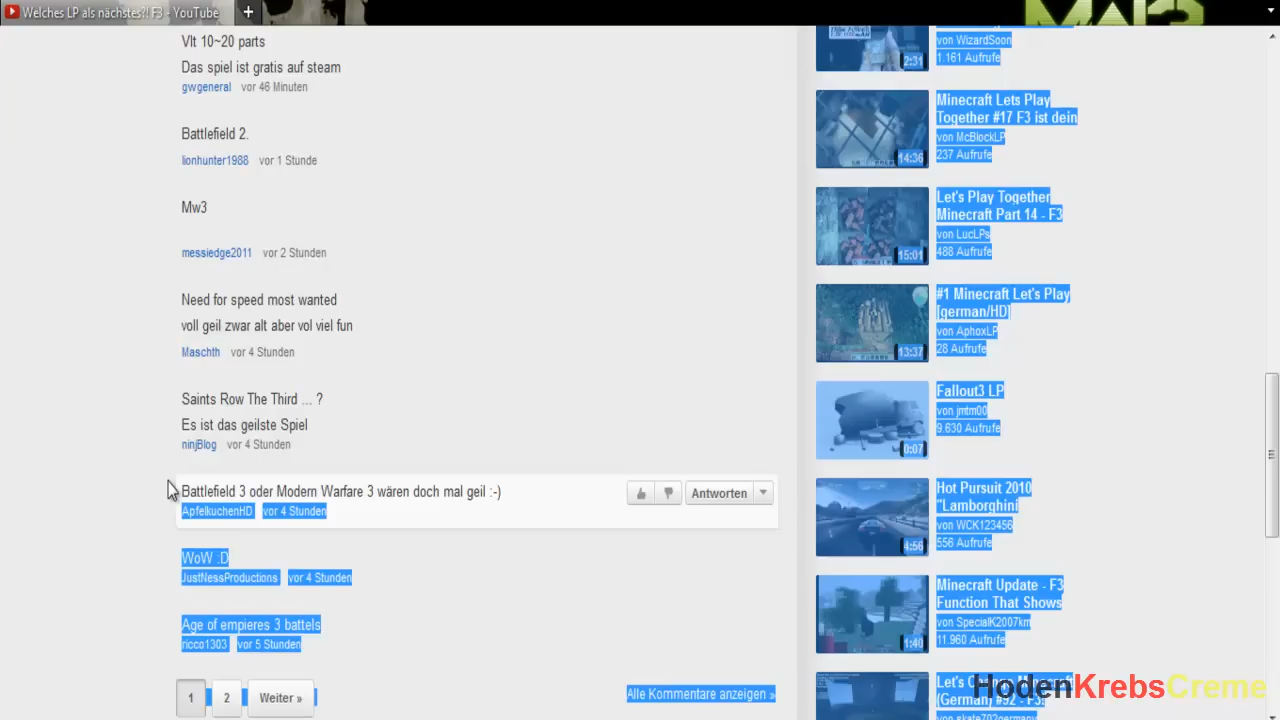 Welches LP als nächstes?! F3 - YouTube
MW3
Vlt 10~20 parts
Das spiel ist gratis auf steam
gwgeneral vor 46 Minuten
Battlefield 2.
lionhunter1988 vor 1 Stunde
Mw3
messiedge2011 vor 2 Stunden
Need for speed most wanted
voll geil zwar alt aber vol viel fun
Maschth vor 4 Stunden
Saints Row The Third ... ?
Es ist das geilste Spiel
ninjBlog vor 4 Stunden
Battlefield 3 oder Modern Warfare 3 wären doch mal geil :-)
ApfelkuchenHD vor 4 Stunden
Antworten
WoW :D
JustNessProductions vor 4 Stunden
Age of empieres 3 battels
ricco1303 vor 5 Stunden
1 2 Weiter »
Alle Kommentare anzeigen »
von WizardSoon
1.161 Aufrufe
2:31
Minecraft Lets Play
Together #17 F3 ist dein
von McBlockLP
237 Aufrufe
14:36
Let's Play Together
Minecraft Part 14 - F3
von LucLPs
488 Aufrufe
15:01
#1 Minecraft Let's Play
[german/HD]
von AphoxLP
28 Aufrufe
13:37
Fallout3 LP
von jmtm00
9.630 Aufrufe
0:07
Hot Pursuit 2010
"Lamborghini
von WCK123456
556 Aufrufe
4:56
Minecraft Update - F3
Function That Shows
von SpecialK2007km
11.960 Aufrufe
1:40
(German) #92 - F3!
von skate702germany
HodenKrebsCreme